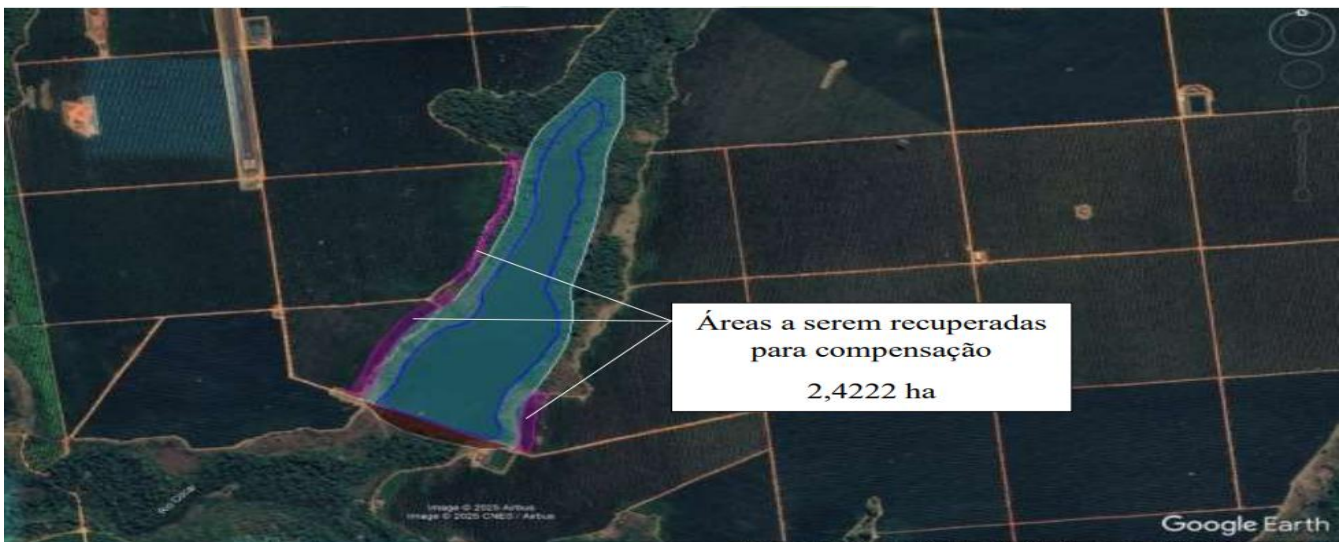 Áreas a serem recuperadas
para compensação
2,4222 ha
Image © 2025 Airbus
Image © 2025 CNES / Airbus
Google Earth